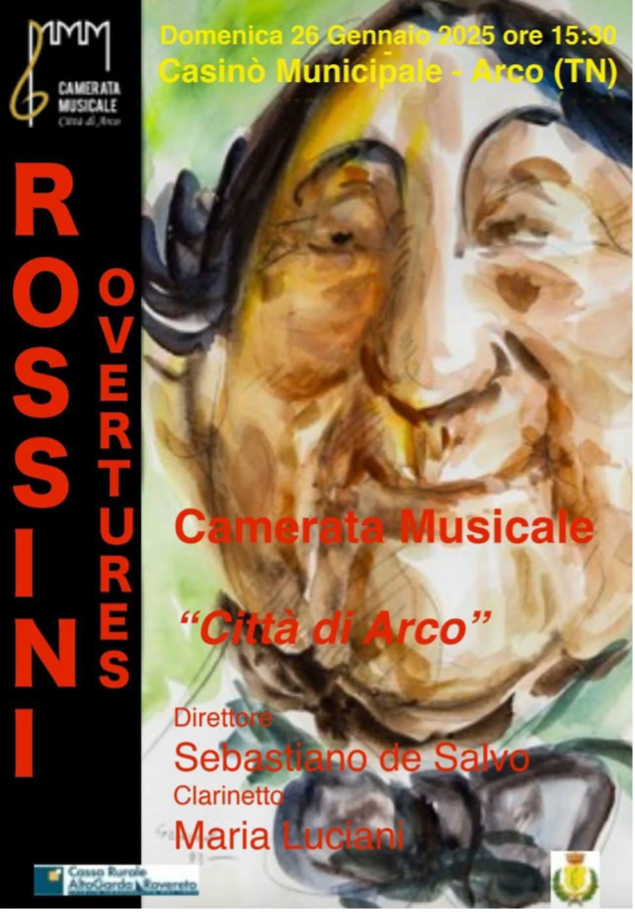 CAMERATA
MUSICALE
Città di Arco
Domenica 26 Gennaio 2025 ore 15:30
Casinò Municipale - Arco (TN)
ROSSINI
OVERTURES
Camerata Musicale
“Città di Arco”
Direttore
Sebastiano de Salvo
Clarinetto
Maria Luciani
Cassa Rurale
AltoGarda Rovereto